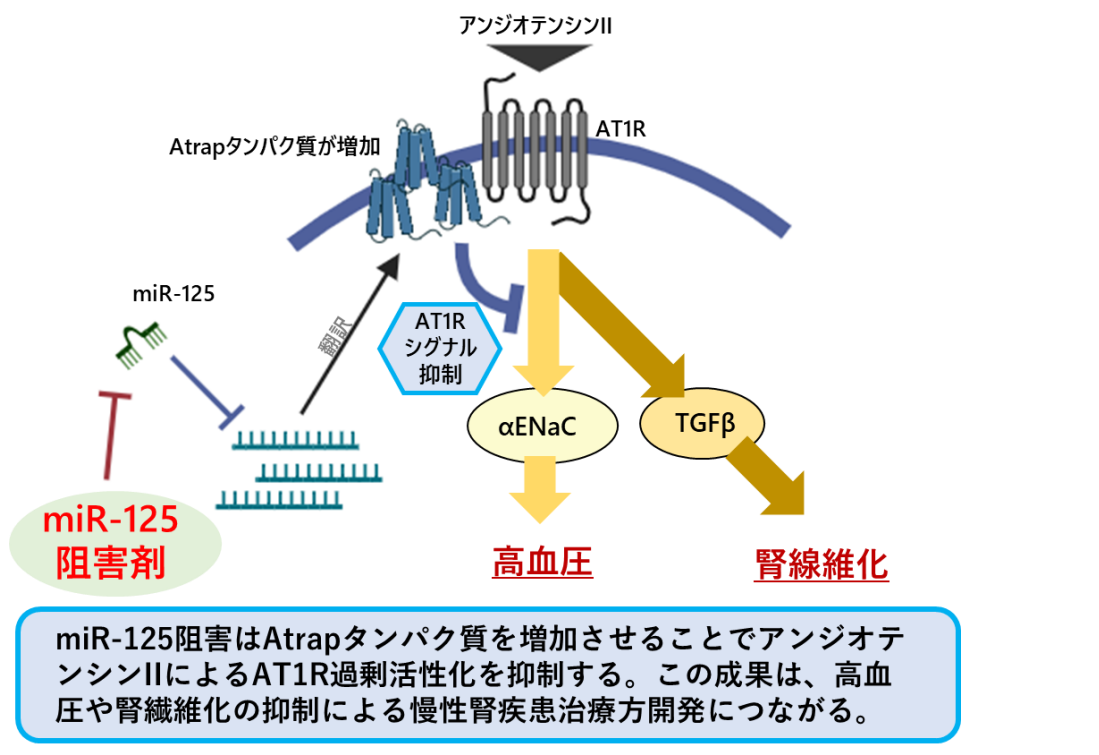 アンジオテンシンII
AT1R
Atrapタンパク質が増加
miR-125
翻訳
AT1R
シグナル
抑制
αENaC
TGFβ
miR-125
阻害剤
高血圧
腎線維化
miR-125阻害はAtrapタンパク質を増加させることでアンジオテ
ンシンIIによるAT1R過剰活性化を抑制する。この成果は、高血
圧や腎繊維化の抑制による慢性腎疾患治療方開発につながる。